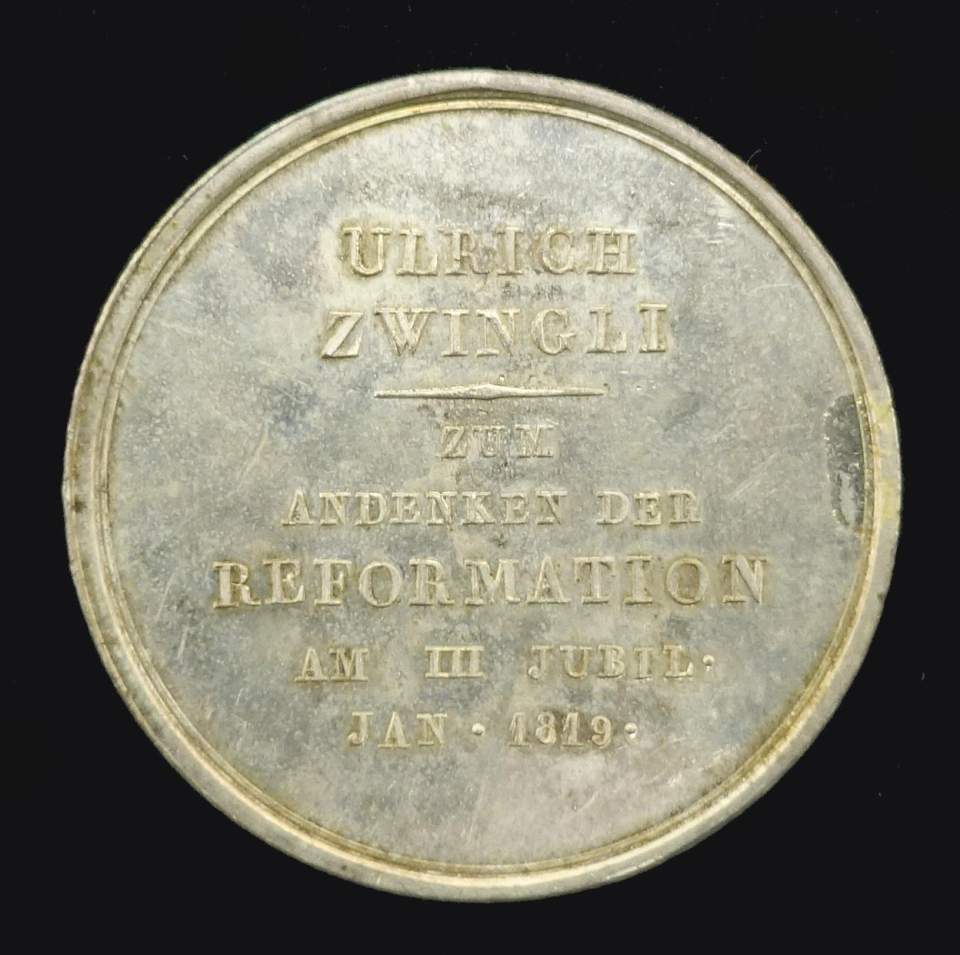 ULRICH
ZWINGLI
ZUM
ANDENKEN DER
REFORMATION
AM III JUBIL·
JAN · 1819·